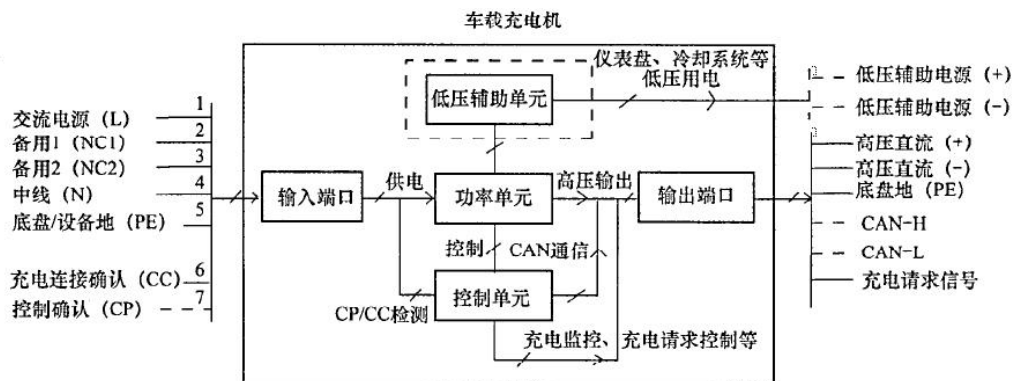 车载充电机
仪表盘、冷却系统等
低压辅助单元
低压用电
低压辅助电源 (+)
低压辅助电源 (-)
1
交流电源 (L)
2
备用1 (NC1)
3
备用2 (NC2)
4
中线 (N)
5
底盘/设备地 (PE)
6
充电连接确认 (CC)
7
控制确认 (CP)
输入端口
供电
功率单元
高压输出
输出端口
控制
CAN通信
控制单元
CP/CC检测
充电监控、充电请求控制等
高压直流 (+)
高压直流 (-)
底盘地 (PE)
CAN-H
CAN-L
充电请求信号